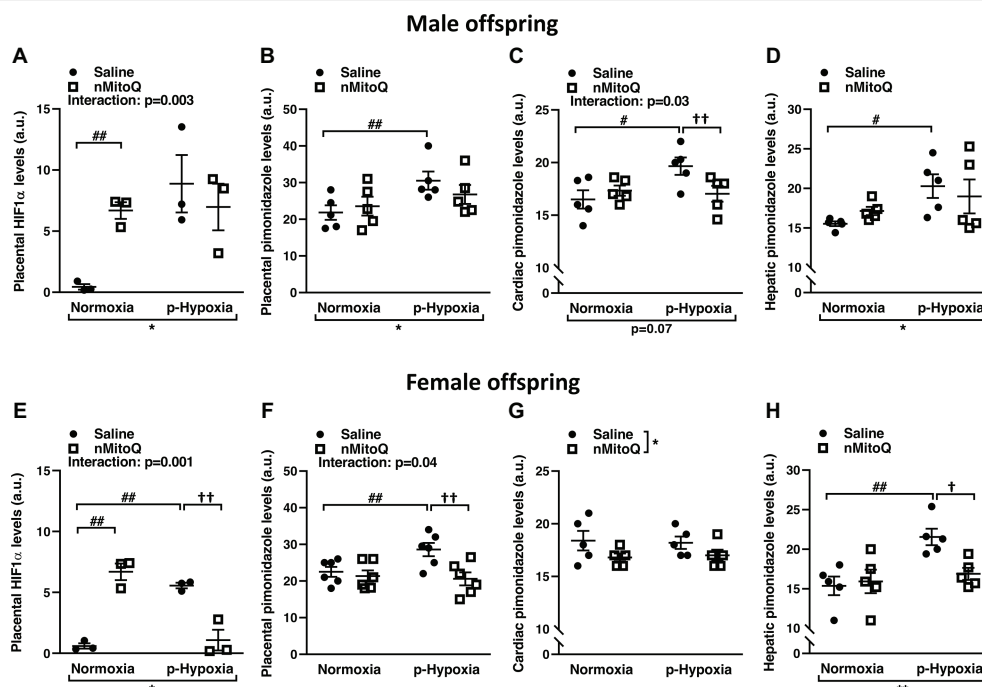 Male offspring
A
Saline
nMitoQ
Interaction: p=0.003
Placental HIF1α levels (a.u.)
15
10
5
0
##
Normoxia p-Hypoxia
*
B
Saline
nMitoQ
Placental pimonidazole levels (a.u.)
50
40
30
20
10
0
##
Normoxia p-Hypoxia
*
C
Saline
nMitoQ
Interaction: p=0.03
Cardiac pimonidazole levels (a.u.)
25
20
15
10
0
#
††
Normoxia p-Hypoxia
p=0.07
D
Saline
nMitoQ
Hepatic pimonidazole levels (a.u.)
30
25
20
15
10
0
#
Normoxia p-Hypoxia
*
Female offspring
E
Saline
nMitoQ
Interaction: p=0.001
Placental HIF1α levels (a.u.)
15
10
5
0
##
##
††
Normoxia p-Hypoxia
F
Saline
nMitoQ
Interaction: p=0.04
Placental pimonidazole levels (a.u.)
50
40
30
20
10
0
##
††
Normoxia p-Hypoxia
G
Saline
nMitoQ
*
Cardiac pimonidazole levels (a.u.)
25
20
15
10
0
Normoxia p-Hypoxia
H
Saline
nMitoQ
Hepatic pimonidazole levels (a.u.)
30
25
20
15
10
0
##
†
Normoxia p-Hypoxia